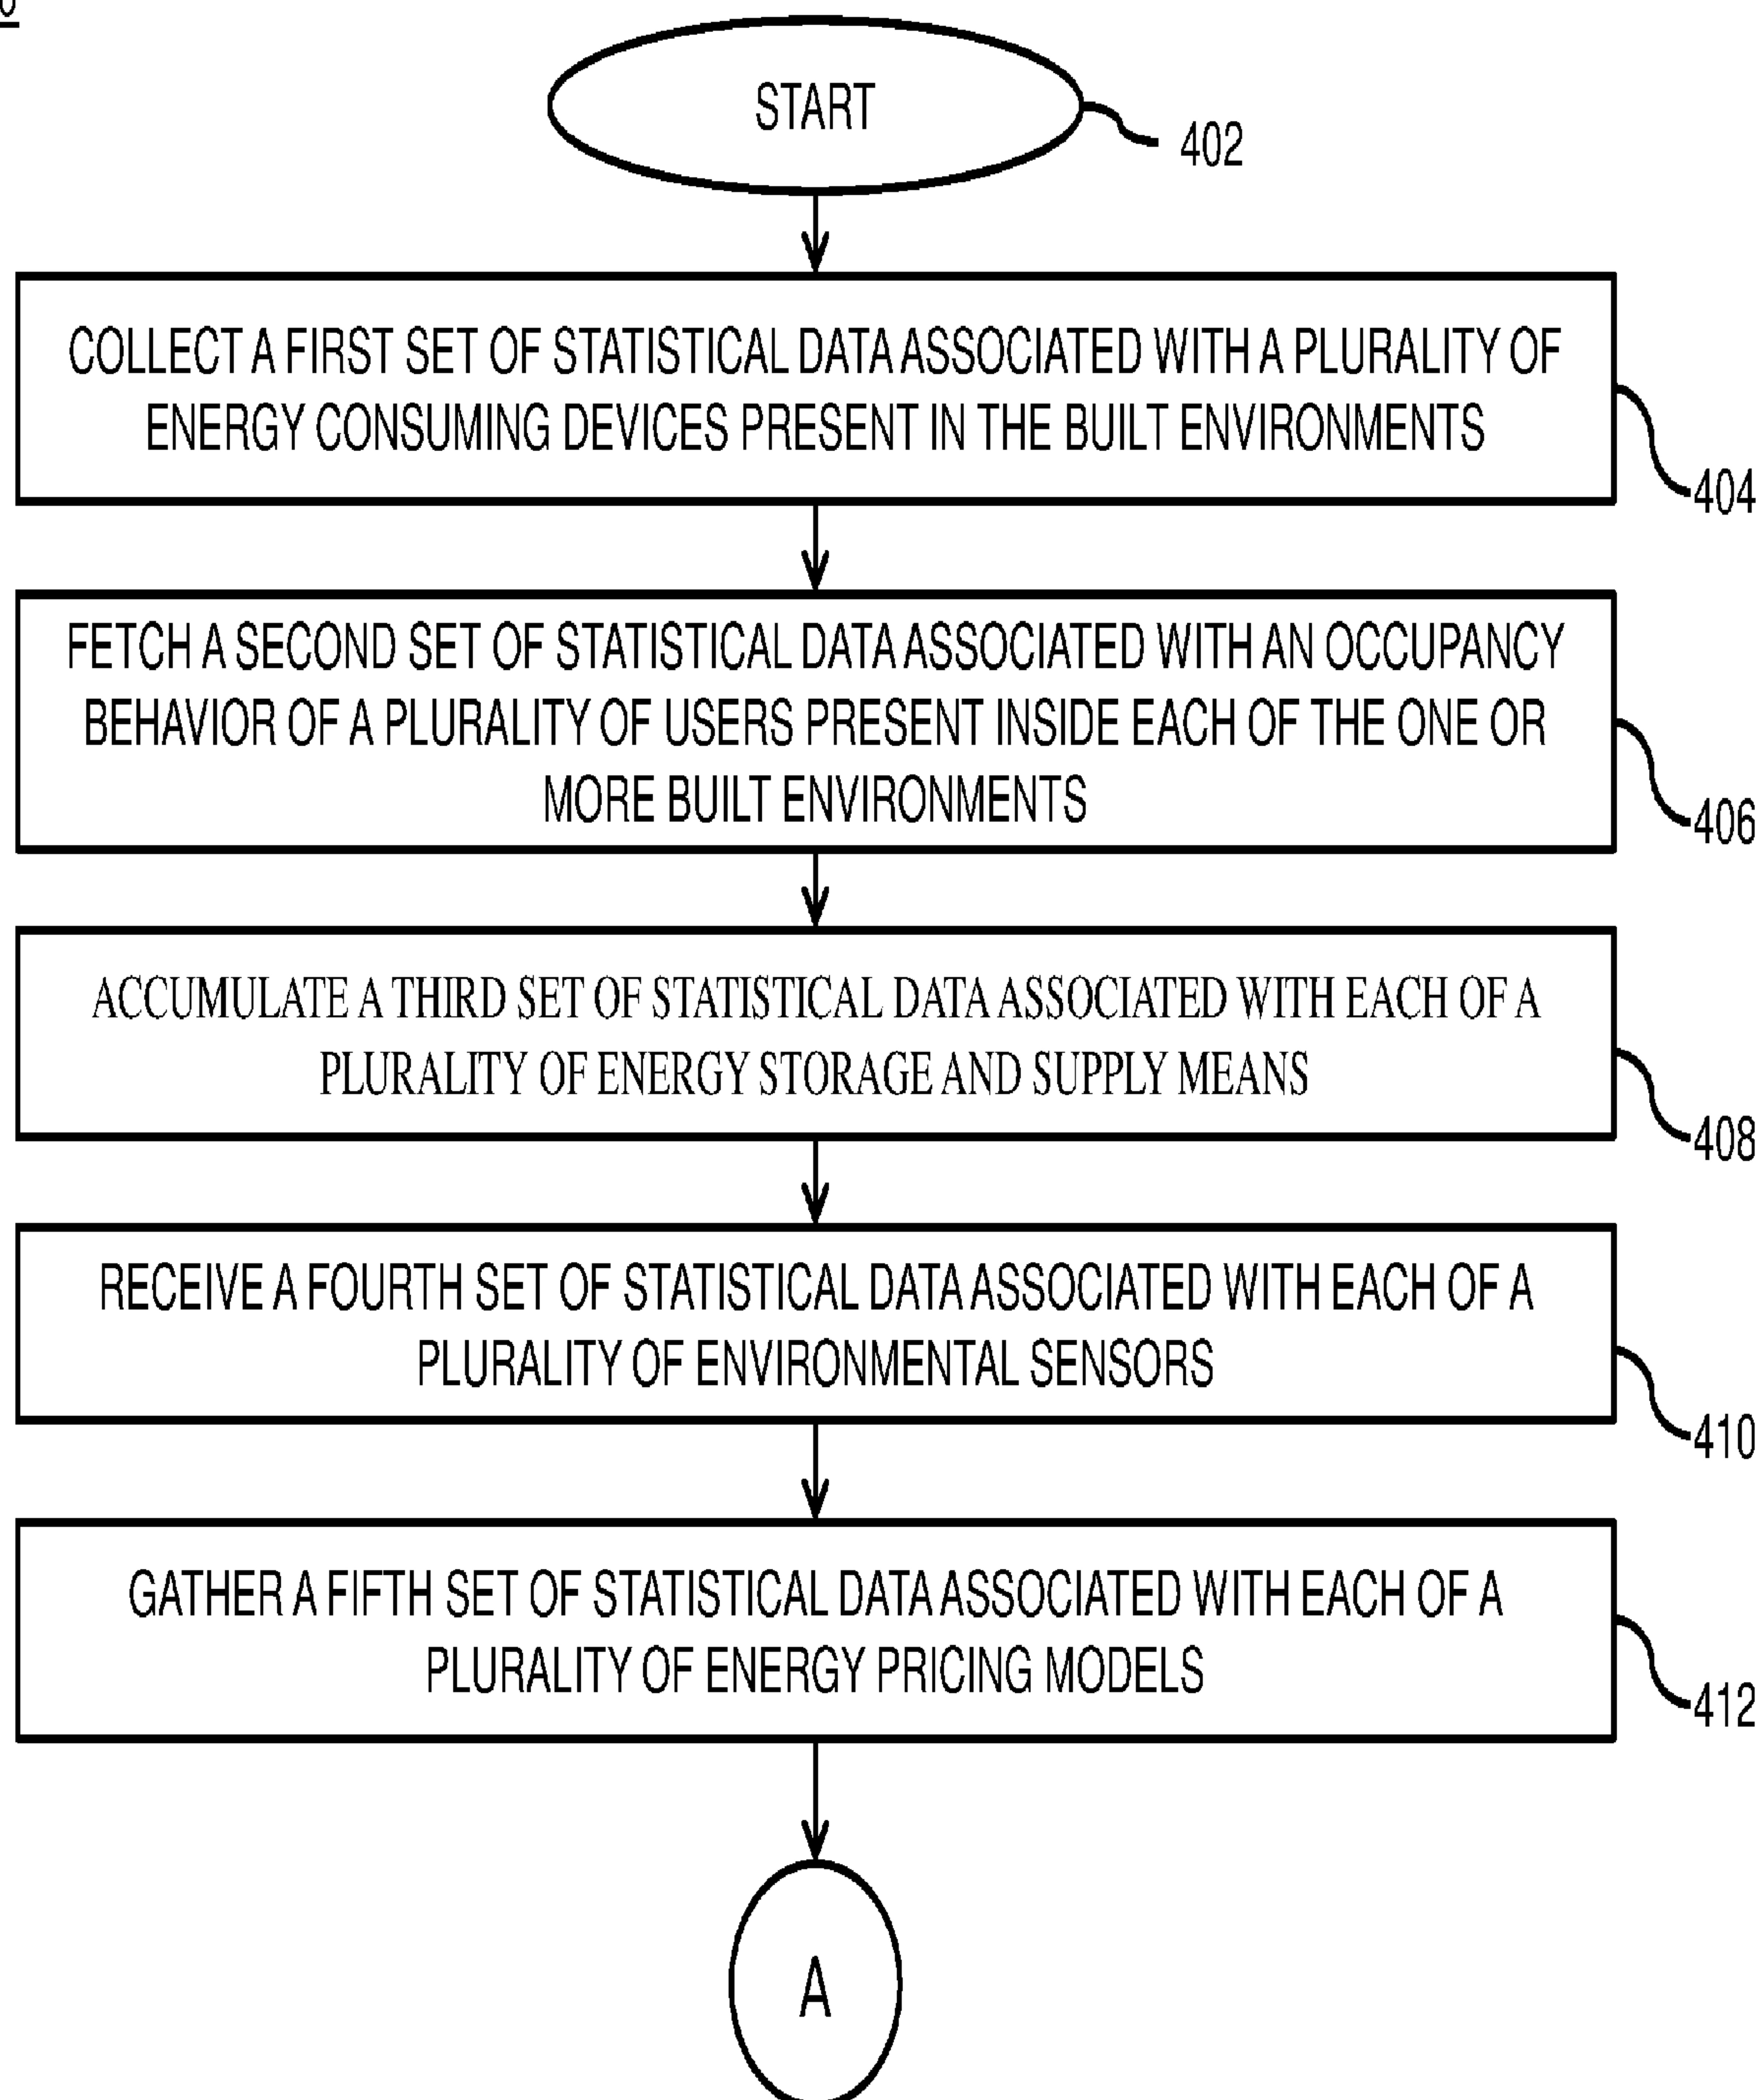 START
402
COLLECT A FIRST SET OF STATISTICAL DATA ASSOCIATED WITH A PLURALITY OF
ENERGY CONSUMING DEVICES PRESENT IN THE BUILT ENVIRONMENTS
404
FETCH A SECOND SET OF STATISTICAL DATA ASSOCIATED WITH AN OCCUPANCY
BEHAVIOR OF A PLURALITY OF USERS PRESENT INSIDE EACH OF THE ONE OR
MORE BUILT ENVIRONMENTS
406
ACCUMULATE A THIRD SET OF STATISTICAL DATA ASSOCIATED WITH EACH OF A
PLURALITY OF ENERGY STORAGE AND SUPPLY MEANS
408
RECEIVE A FOURTH SET OF STATISTICAL DATA ASSOCIATED WITH EACH OF A
PLURALITY OF ENVIRONMENTAL SENSORS
410
GATHER A FIFTH SET OF STATISTICAL DATA ASSOCIATED WITH EACH OF A
PLURALITY OF ENERGY PRICING MODELS
412
A